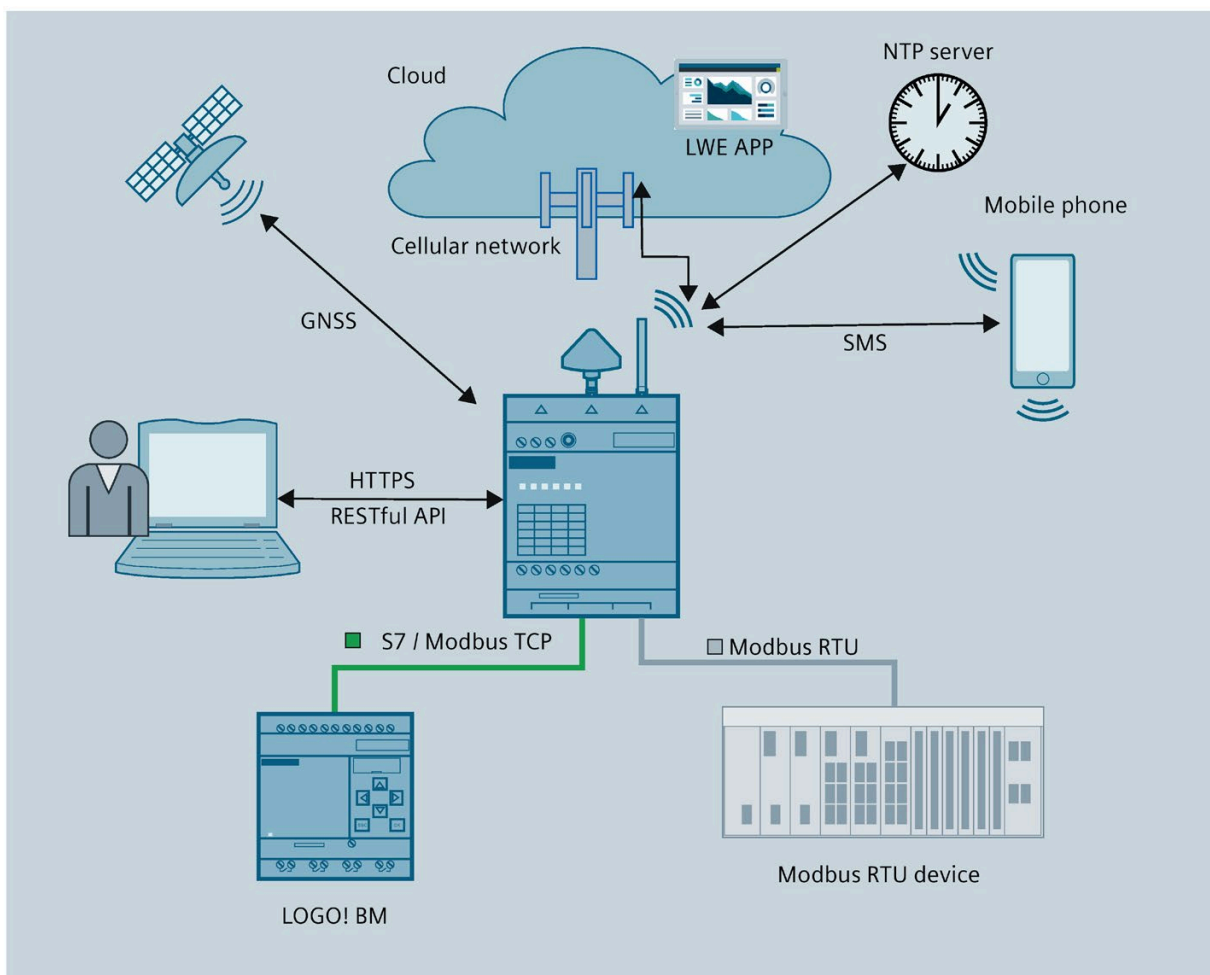 NTP server
Cloud
LWE APP
Mobile phone
Cellular network
GNSS
SMS
HTTPS
RESTful API
S7 / Modbus TCP
Modbus RTU
Modbus RTU device
LOGO! BM